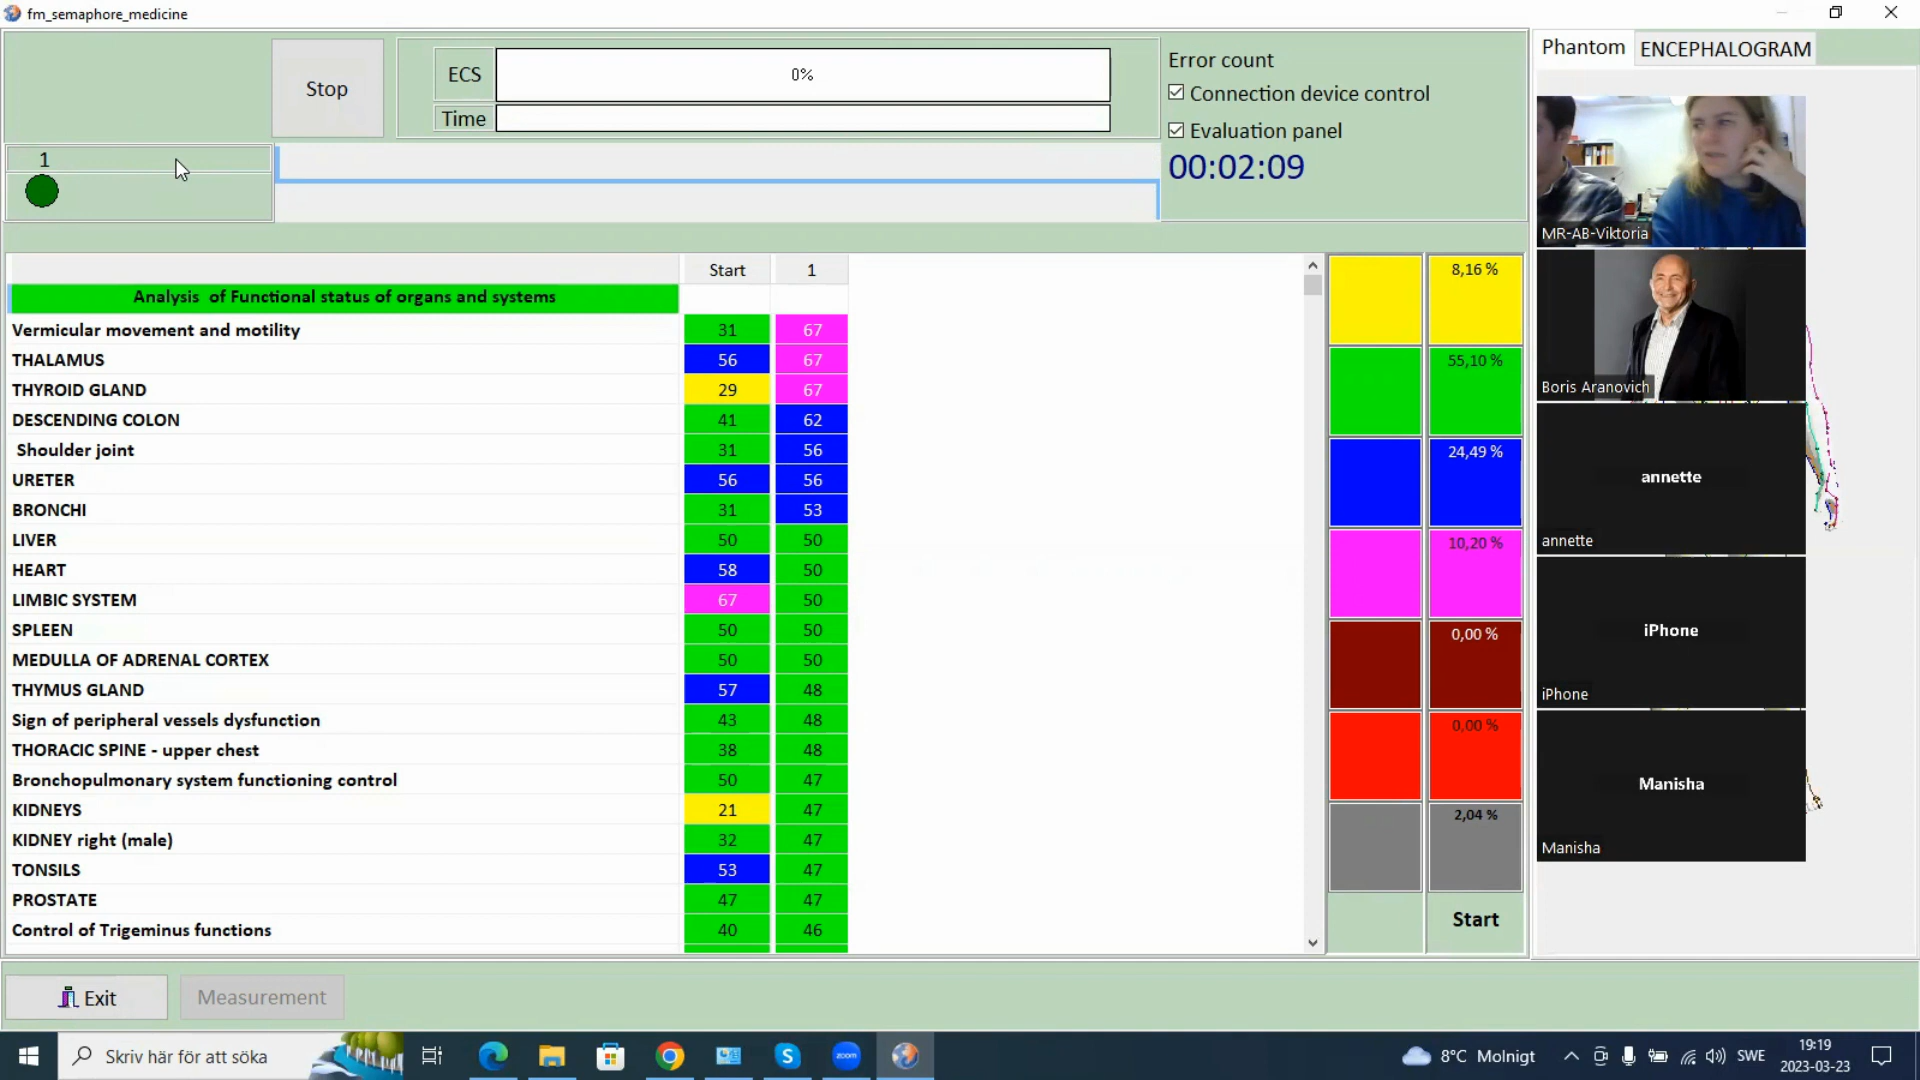 fm_semaphore_medicine
Stop
ECS
0%
Time
Error count
Connection device control
Evaluation panel
00:02:09
1
Phantom
ENCEPHALOGRAM
MR-AB-Viktoria
Boris Aranovich
annette
annette
iPhone
iPhone
Manisha
Manisha
Start 1
Analysis of Functional status of organs and systems
Vermicular movement and motility 31 67
THALAMUS 56 67
THYROID GLAND 29 67
DESCENDING COLON 41 62
Shoulder joint 31 56
URETER 56 56
BRONCHI 31 53
LIVER 50 50
HEART 58 50
LIMBIC SYSTEM 67 50
SPLEEN 50 50
MEDULLA OF ADRENAL CORTEX 50 50
THYMUS GLAND 57 48
Sign of peripheral vessels dysfunction 43 48
THORACIC SPINE - upper chest 38 48
Bronchopulmonary system functioning control 50 47
KIDNEYS 21 47
KIDNEY right (male) 32 47
TONSILS 53 47
PROSTATE 47 47
Control of Trigeminus functions 40 46
8,16 %
55,10 %
24,49 %
10,20 %
0,00 %
0,00 %
2,04 %
Start
Exit
Measurement
Skriv här för att söka
zoom
8°C Molnigt
SWE
19:19
2023-03-23